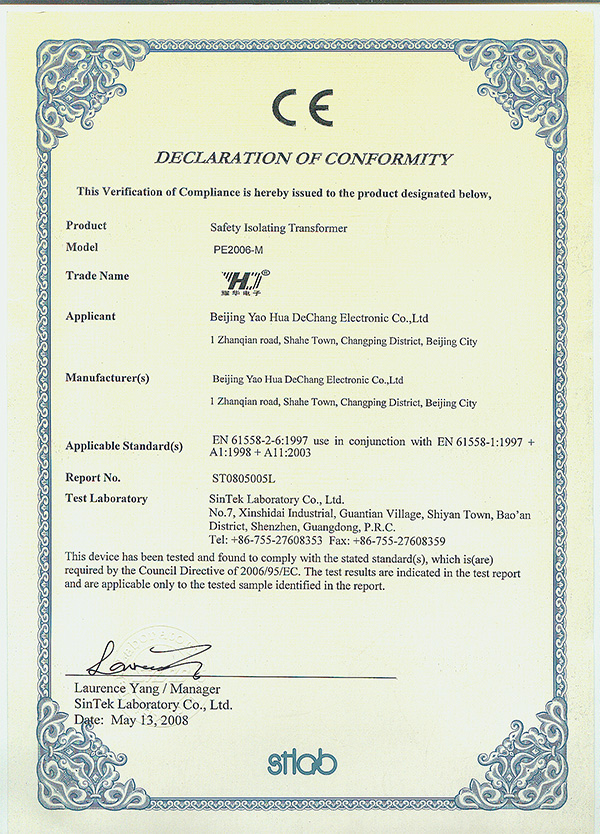 CE
DECLARATION OF CONFORMITY
This Verification of Compliance is hereby issued to the product designated below,
Product Safety Isolating Transformer
Model PE2006-M
Trade Name YHJ®
耀华电子
Applicant Beijing Yao Hua DeChang Electronic Co.,Ltd
1 Zhanqian road, Shahe Town, Changping District, Beijing City
Manufacturer(s) Beijing Yao Hua DeChang Electronic Co.,Ltd
1 Zhanqian road, Shahe Town, Changping District, Beijing City
Applicable Standard(s) EN 61558-2-6:1997 use in conjunction with EN 61558-1:1997 +
A1:1998 + A11:2003
Report No. ST0805005L
Test Laboratory SinTek Laboratory Co., Ltd.
No.7, Xinshidai Industrial, Guantian Village, Shiyan Town, Bao'an
District, Shenzhen, Guangdong, P.R.C.
Tel: +86-755-27608353 Fax: +86-755-27608359
This device has been tested and found to comply with the stated standard(s), which is(are)
required by the Council Directive of 2006/95/EC. The test results are indicated in the test report
and are applicable only to the tested sample identified in the report.
Laurence Yang / Manager
SinTek Laboratory Co., Ltd.
Date: May 13, 2008
stlab